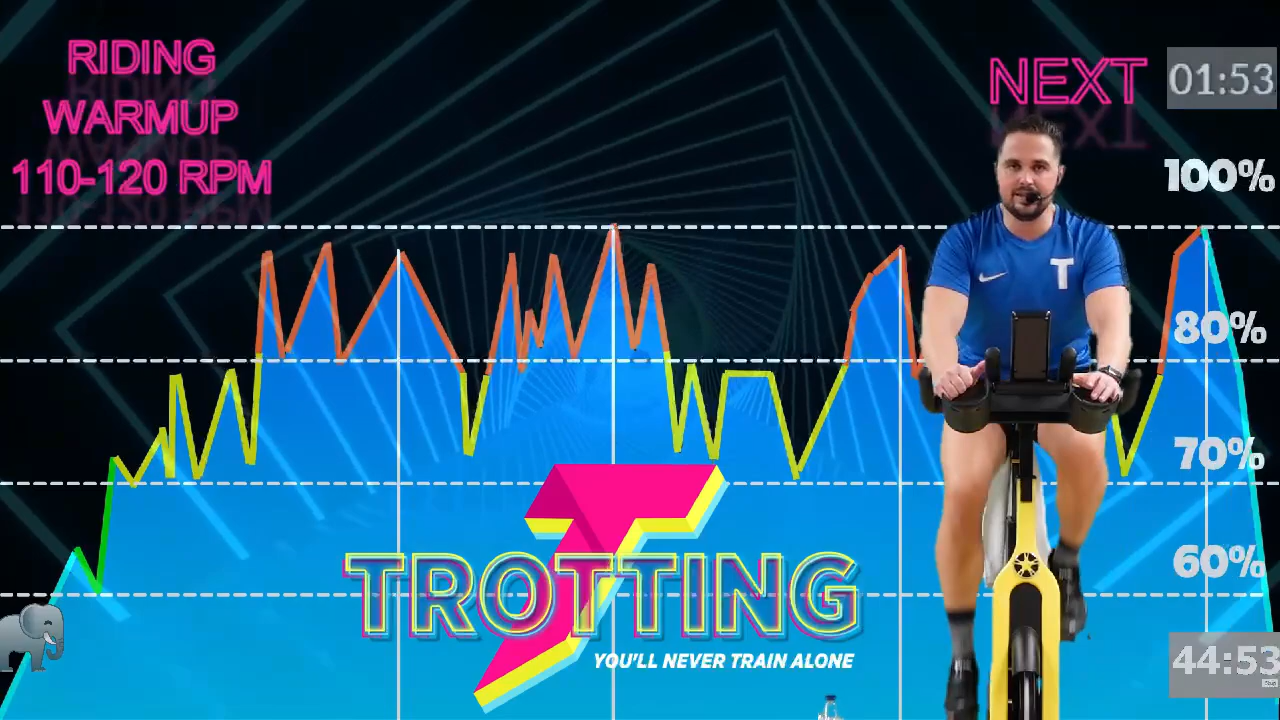 RIDING
WARMUP
110-120 RPM
NEXT
01:53
100%
T
80%
70%
60%
TROTTING
YOU'LL NEVER TRAIN ALONE
44:53